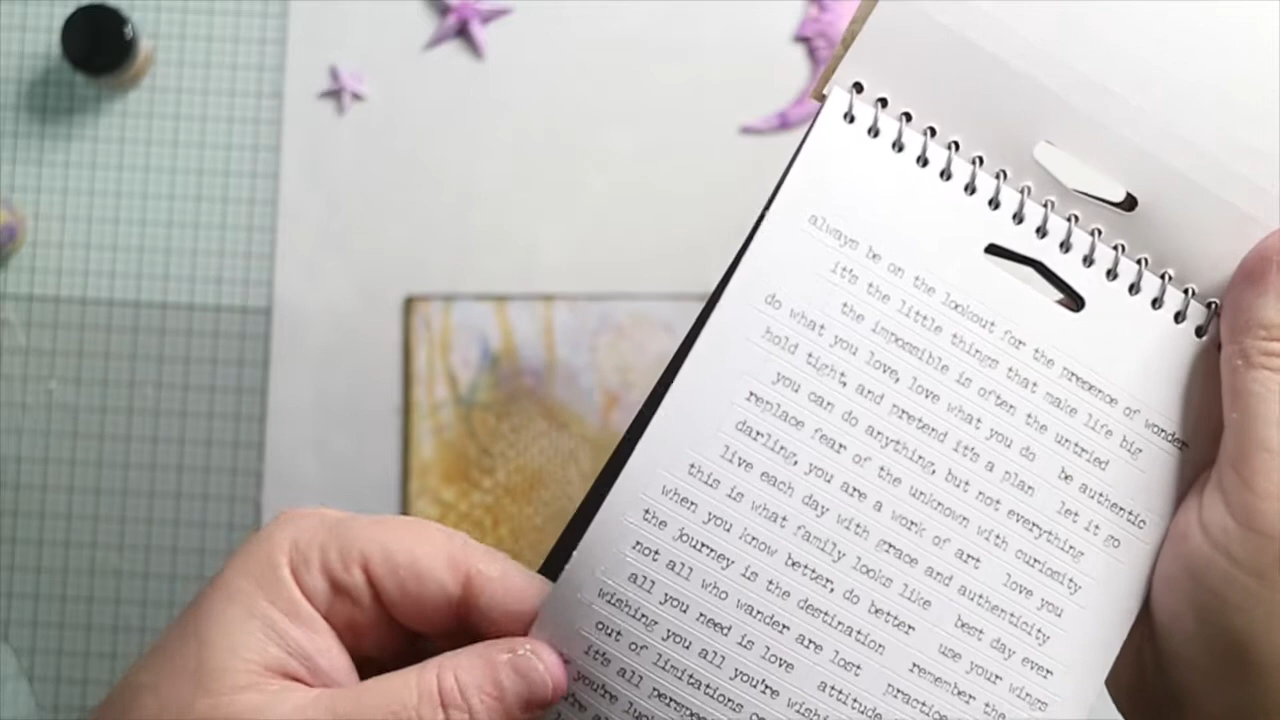 always be on the lookout for the presence of wonder
it's the little things that make life big
the impossible is often the untried
do what you love, love what you do be authentic
hold tight, and pretend it's a plan let it go
you can do anything, but not everything
replace fear of the unknown with curiosity
darling, you are a work of art love you
live each day with grace and authenticity
this is what family looks like best day ever
when you know better, do better use your wings
the journey is the destination remember the
not all who wander are lost practice
all you need is love attitude
wishing you all you're
out of limitations
it's all
you're